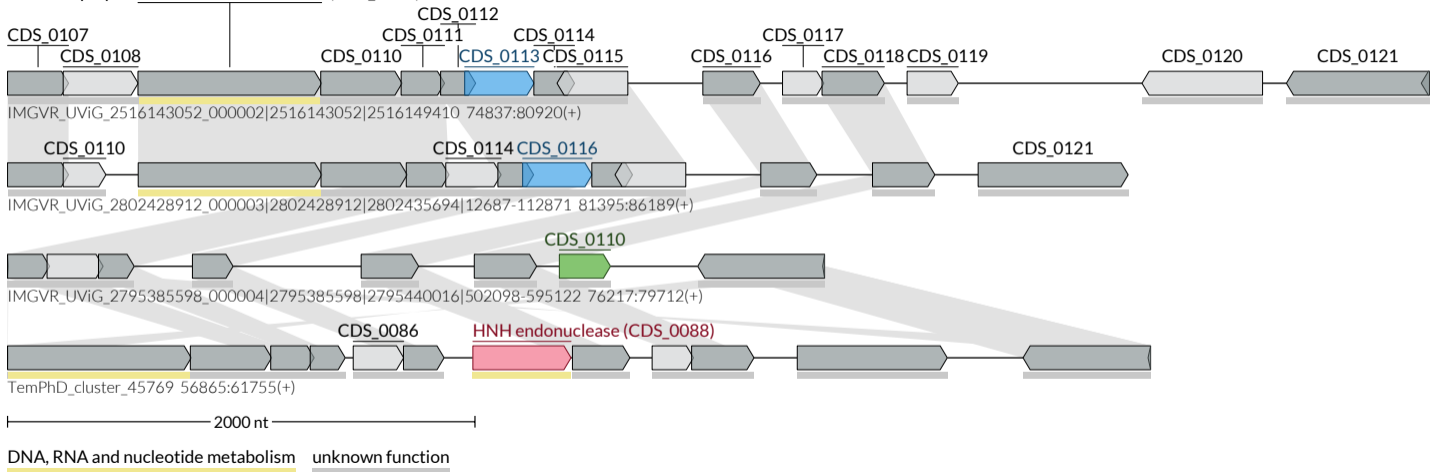 CDS_0112
CDS_0107 CDS_0111 CDS_0114 CDS_0117
CDS_0108 CDS_0110 CDS_0113 CDS_0115 CDS_0116 CDS_0118 CDS_0119 CDS_0120 CDS_0121
IMGVR_UViG_2516143052_000002|2516143052|2516149410 74837:80920(+)
CDS_0110 CDS_0114 CDS_0116 CDS_0121
IMGVR_UViG_2802428912_000003|2802428912|2802435694|12687-112871 81395:86189(+)
CDS_0110
IMGVR_UViG_2795385598_000004|2795385598|2795440016|502098-595122 76217:79712(+)
CDS_0086 HNH endonuclease (CDS_0088)
TemPhD_cluster_45769 56865:61755(+)
2000 nt
DNA, RNA and nucleotide metabolism unknown function